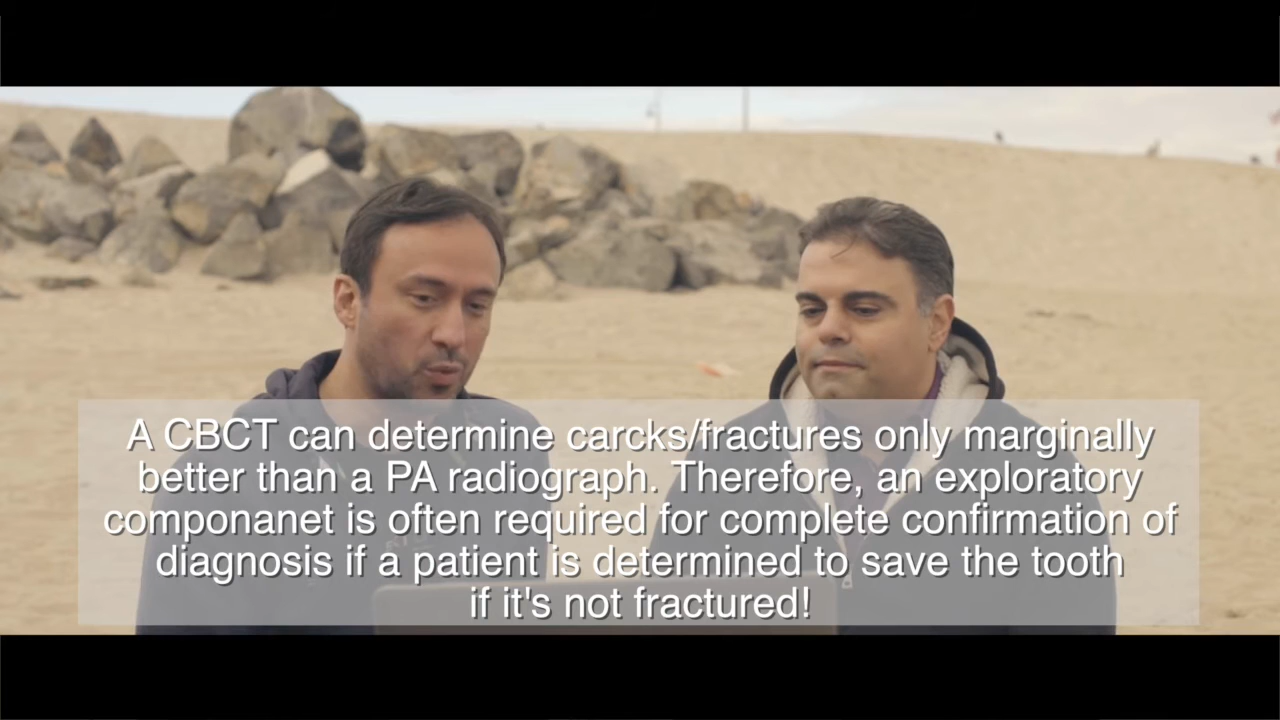 A CBCT can determine carcks/fractures only marginally
better than a PA radiograph. Therefore, an exploratory
componanet is often required for complete confirmation of
diagnosis if a patient is determined to save the tooth
if it's not fractured!